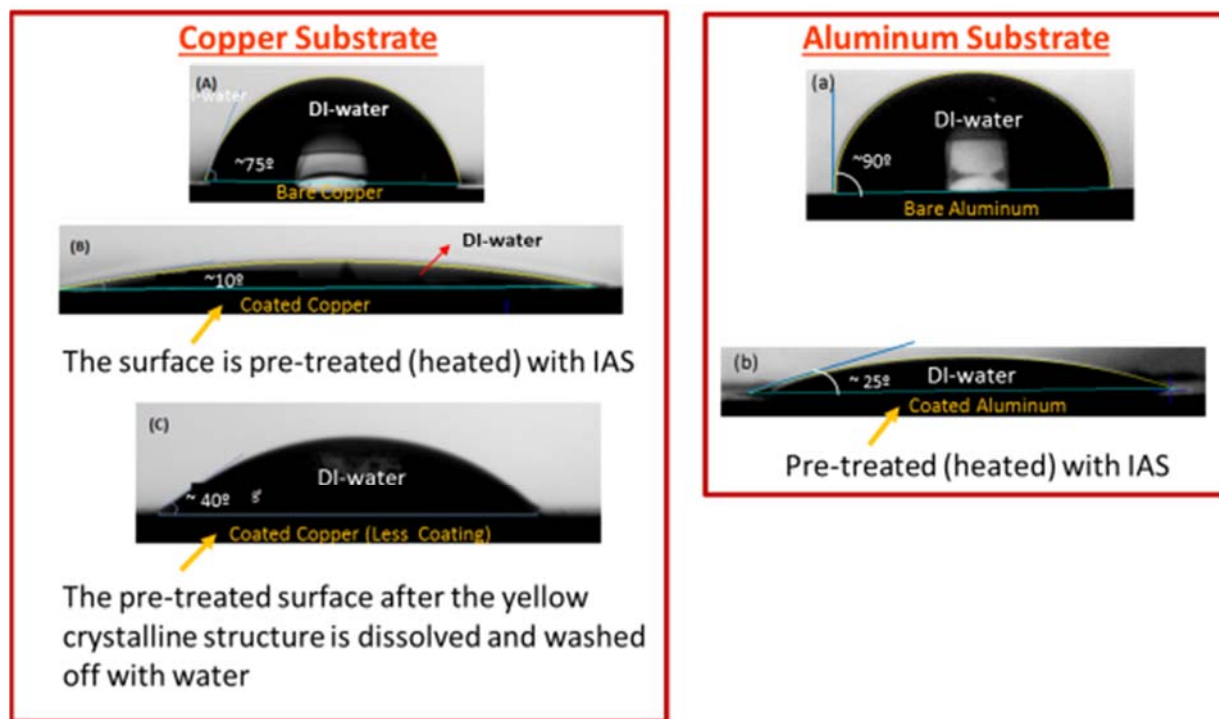 Copper Substrate
(A)
DI-water
~75º
Bare Copper
(B)
DI-water
~10º
Coated Copper
The surface is pre-treated (heated) with IAS
(C)
DI-water
~ 40º
Coated Copper (Less Coating)
The pre-treated surface after the yellow
crystalline structure is dissolved and washed
off with water
Aluminum Substrate
(a)
DI-water
~90º
Bare Aluminum
(b)
~ 25º
DI-water
Coated Aluminum
Pre-treated (heated) with IAS